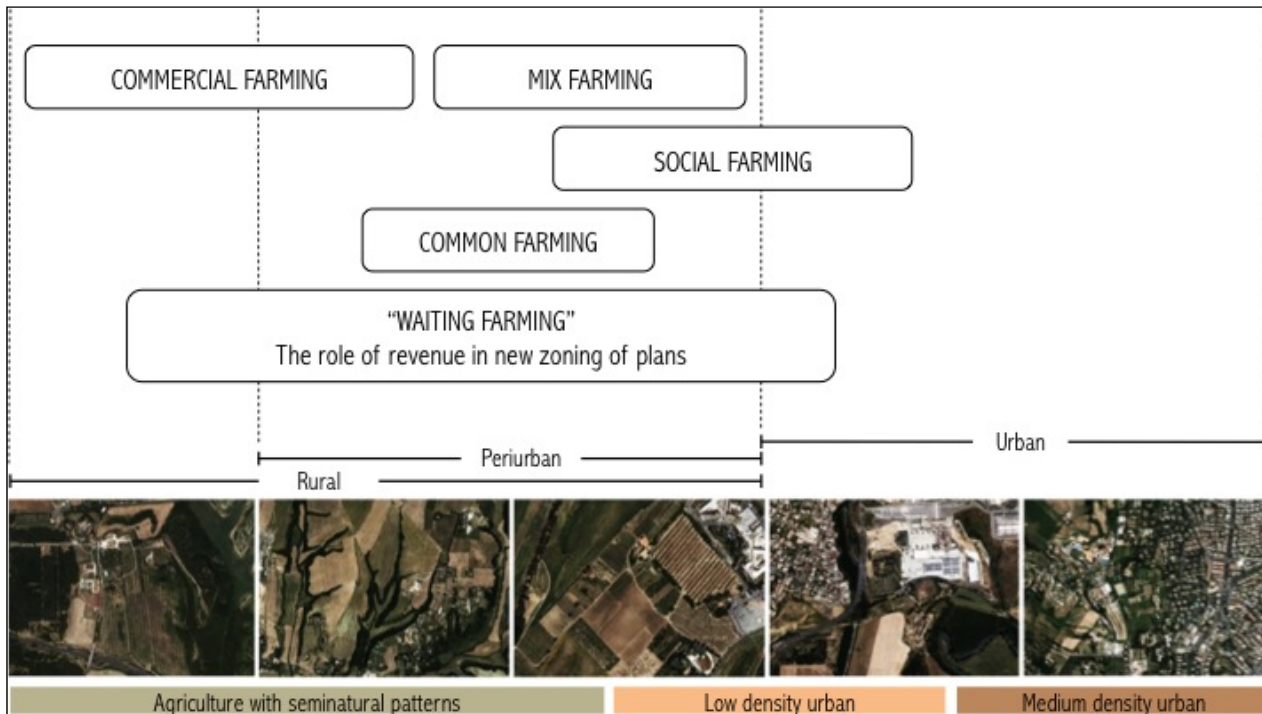 COMMERCIAL FARMING
MIX FARMING
SOCIAL FARMING
COMMON FARMING
“WAITING FARMING”
The role of revenue in new zoning of plans
Urban
Periurban
Rural
Agriculture with seminatural patterns
Low density urban
Medium density urban